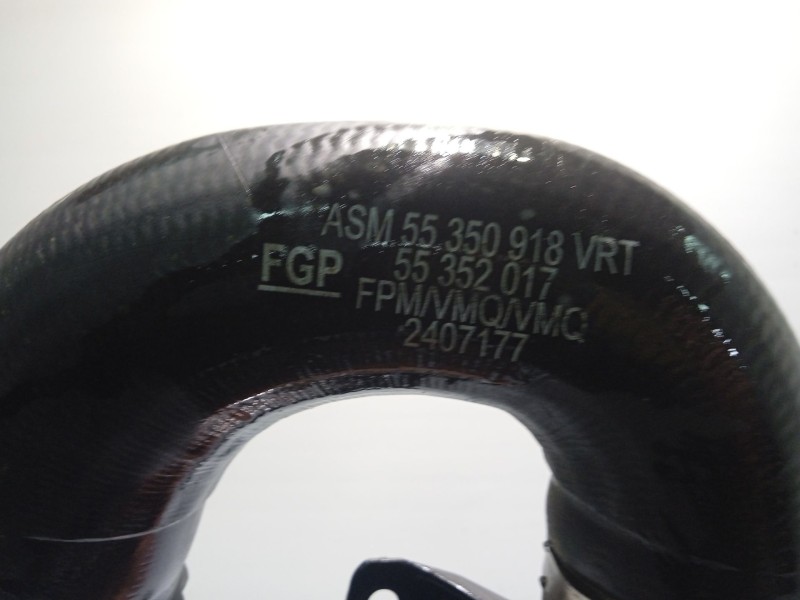 ASM 55 350 918 VRT
FGP 55 352 017
FPM/VMQ/VMQ
2407177